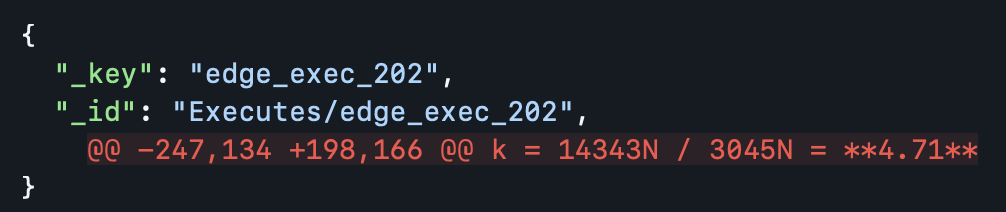 {
"_key": "edge_exec_202",
"_id": "Executes/edge_exec_202",
@@ -247,134 +198,166 @@ k = 14343N / 3045N = **4.71**
}